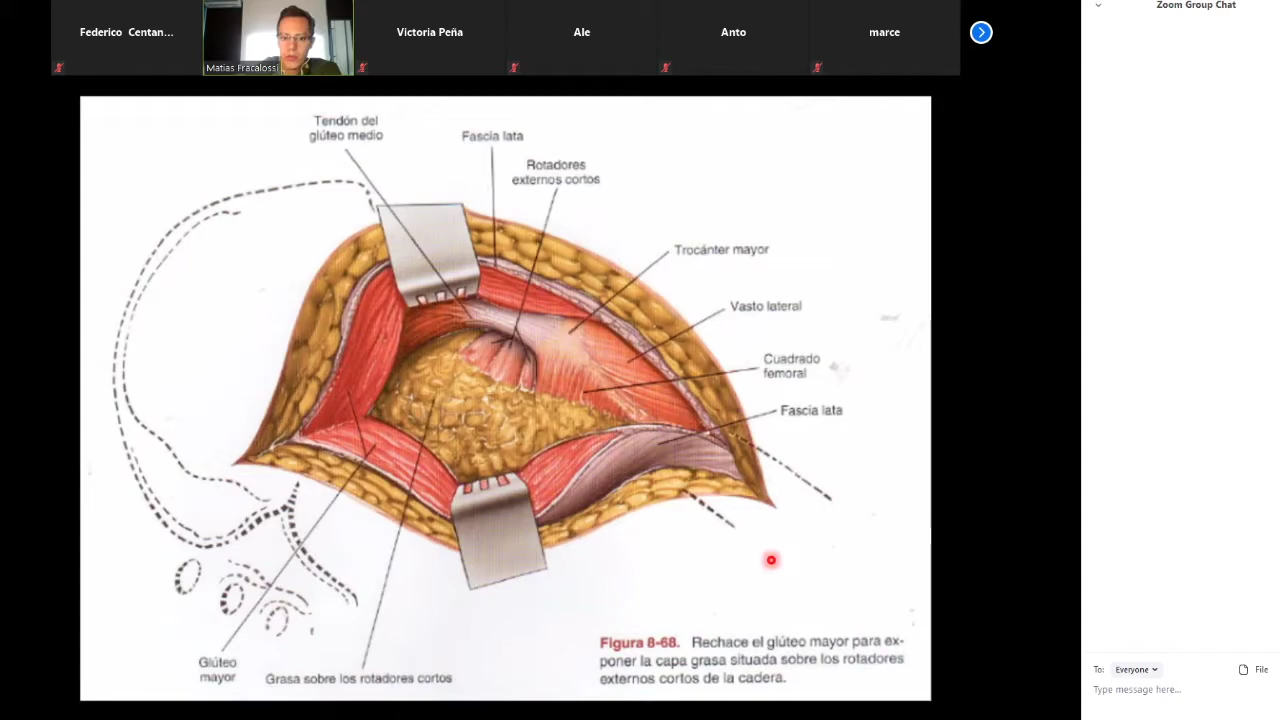 Federico Centan...
Matias Fracalossi
Victoria Peña
Ale
Anto
marce
Zoom Group Chat
Tendón del
glúteo medio
Fascia lata
Rotadores
externos cortos
Trocánter mayor
Vasto lateral
Cuadrado
femoral
Fascia lata
Glúteo
mayor
Grasa sobre los rotadores cortos
Figura 8-68. Rechace el glúteo mayor para ex-
poner la capa grasa situada sobre los rotadores
externos cortos de la cadera.
To: Everyone
File
Type message here...